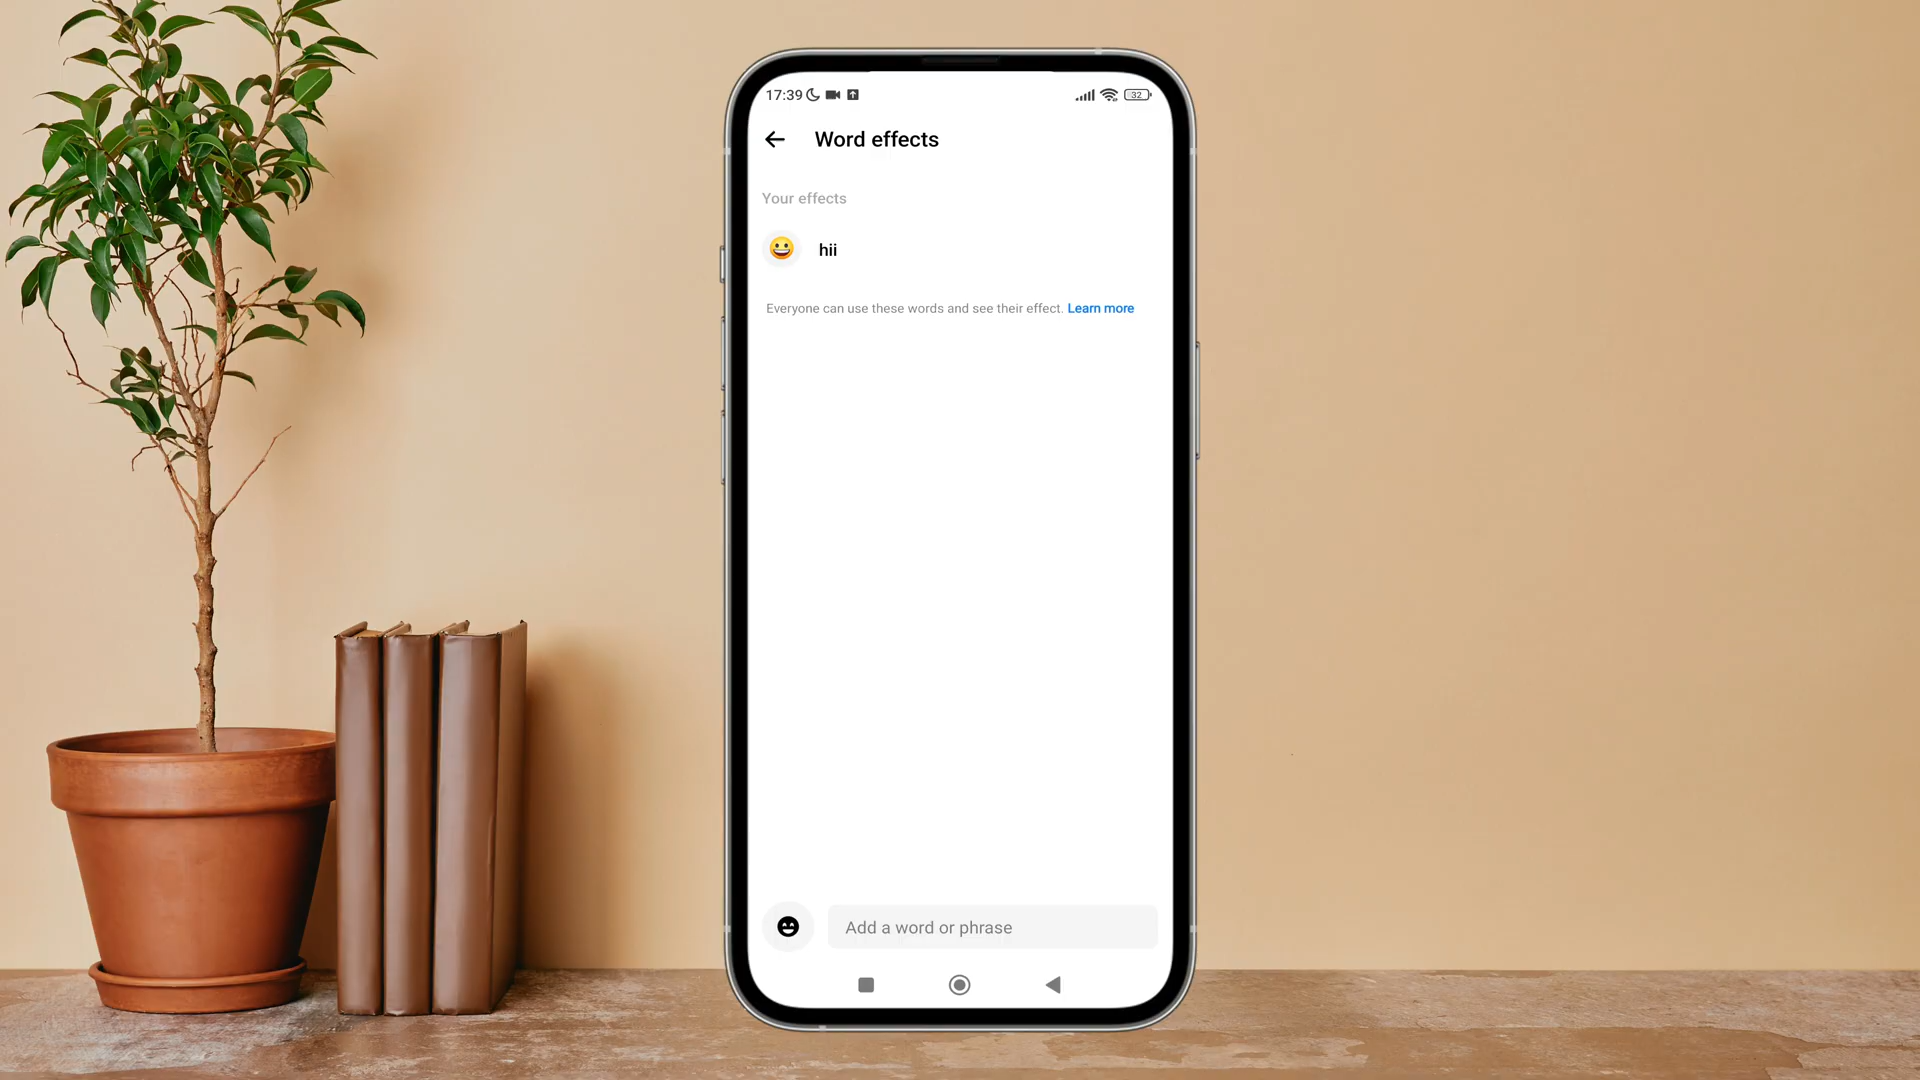 17:39 32
Word effects
Your effects
hii
Everyone can use these words and see their effect. Learn more
Add a word or phrase